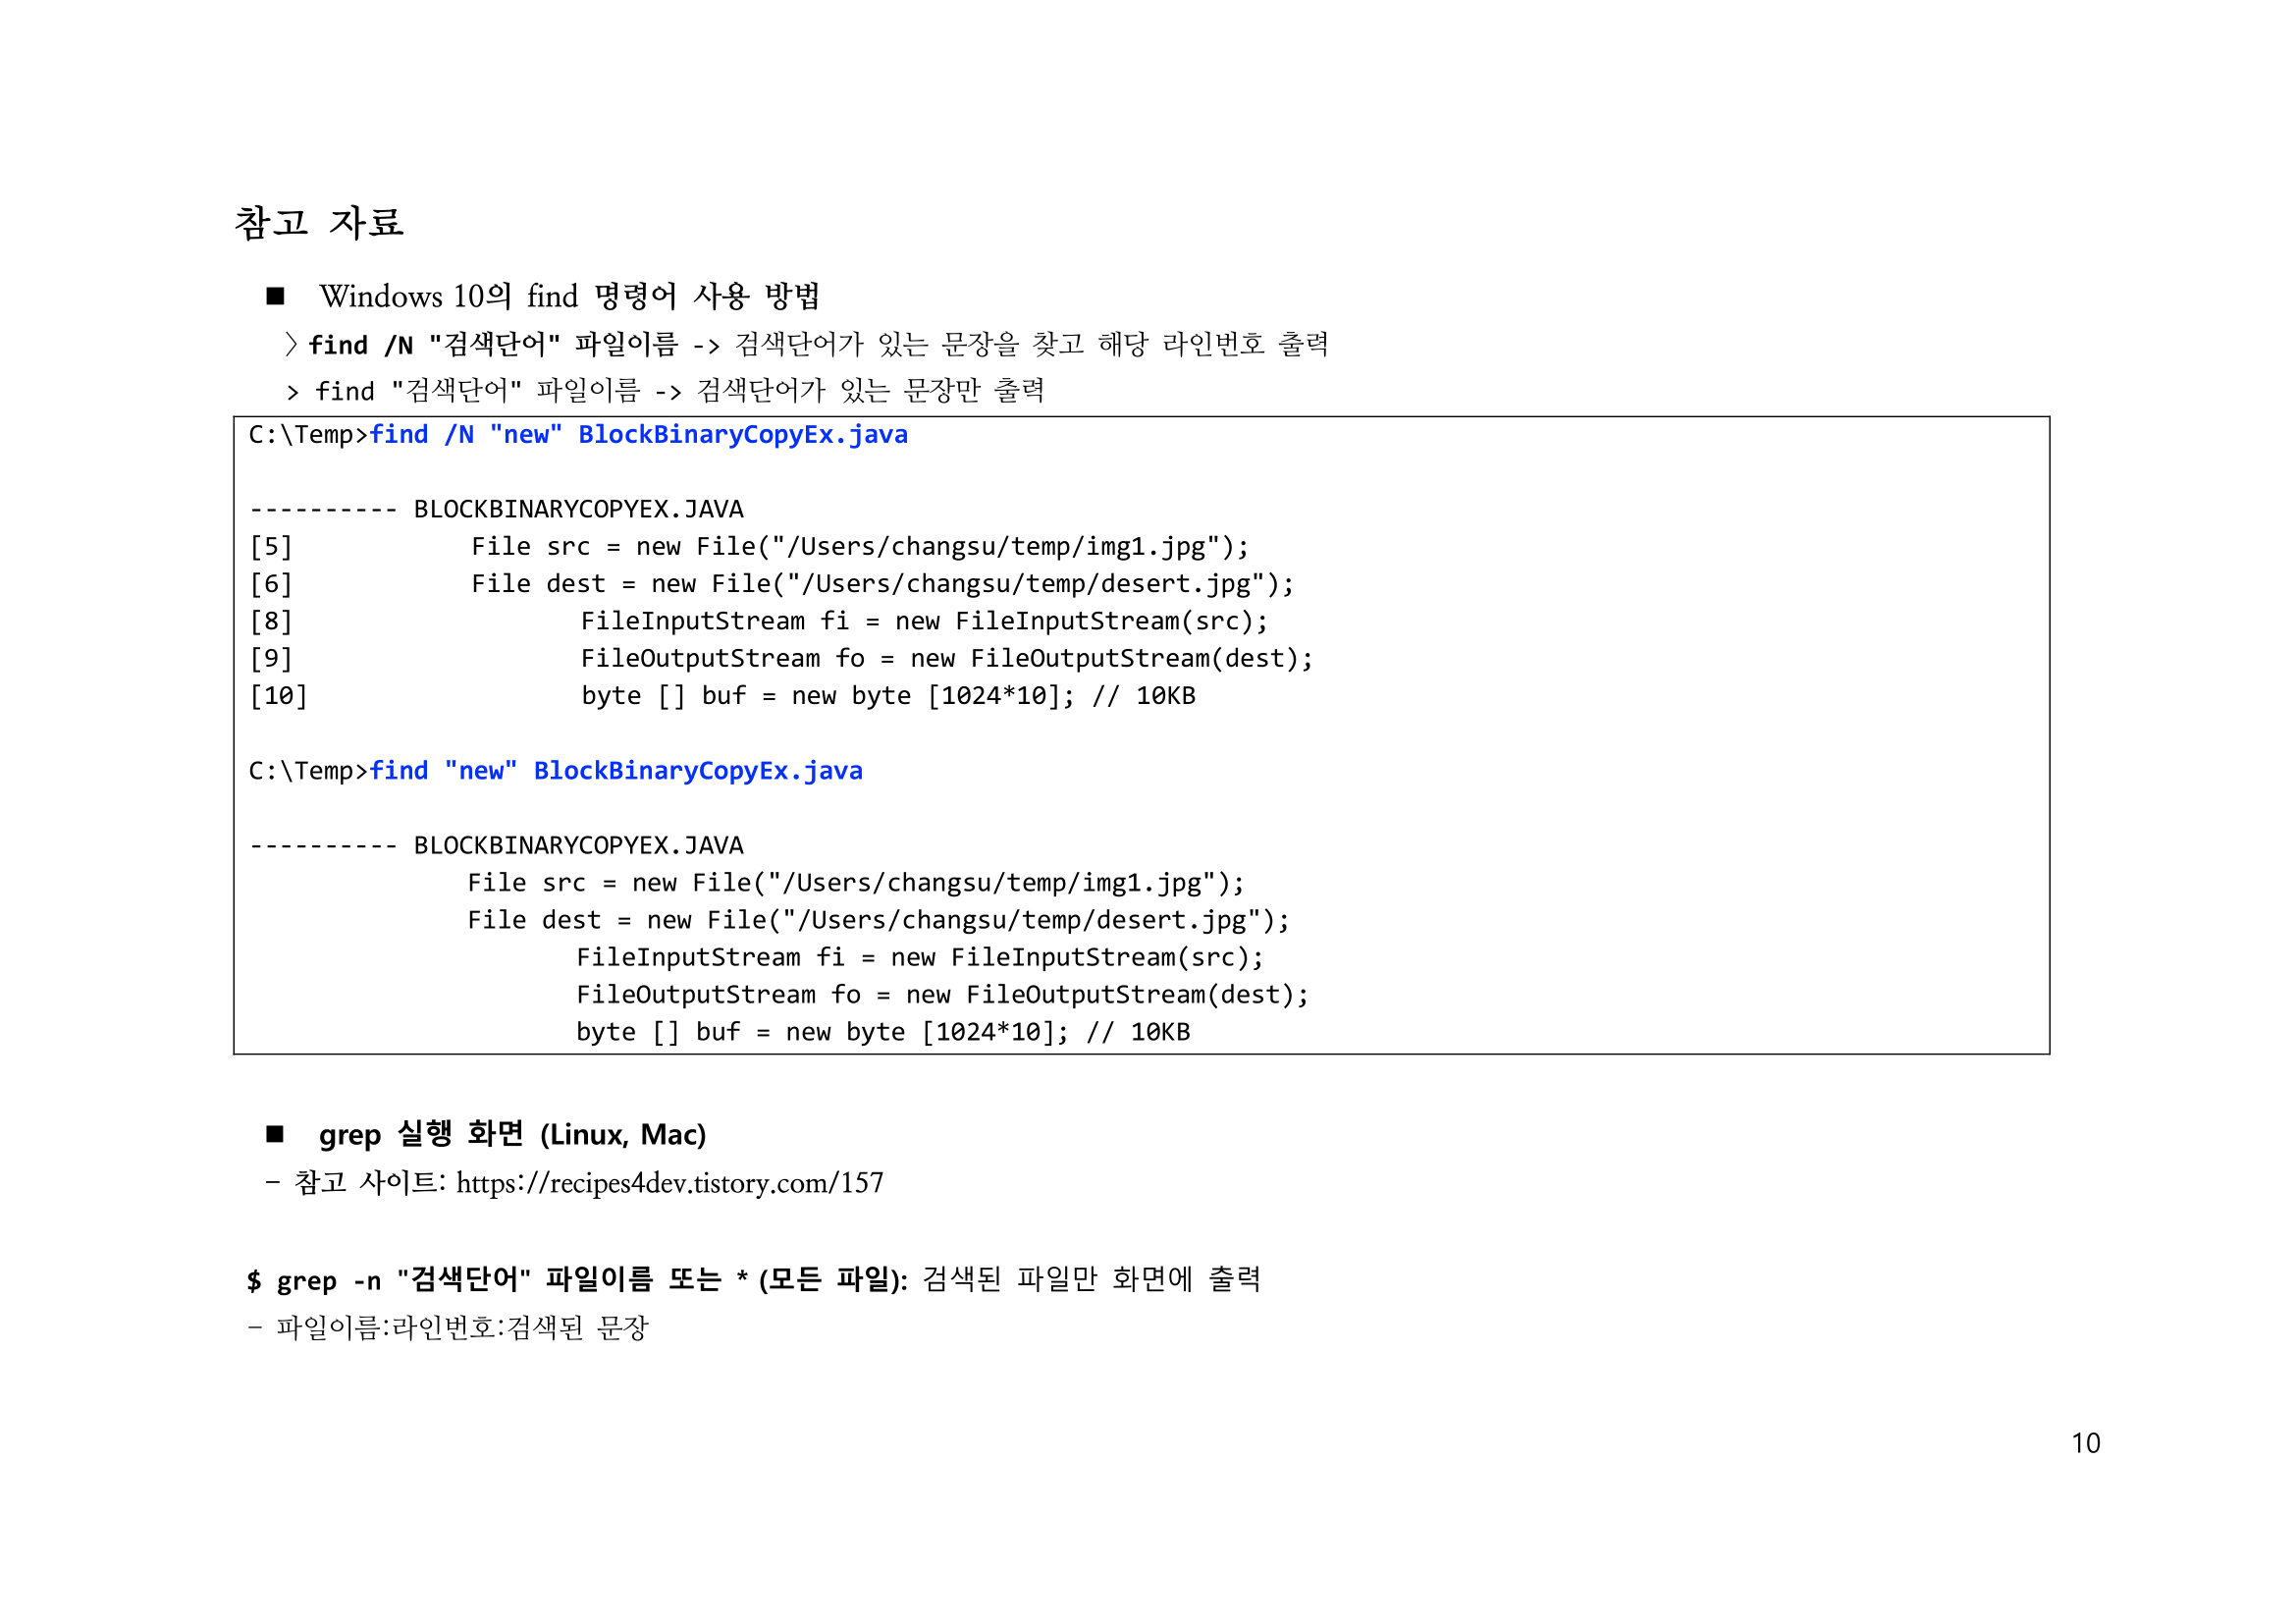 참고 자료
■ Windows 10의 find 명령어 사용 방법
> find /N "검색단어" 파일이름 -> 검색단어가 있는 문장을 찾고 해당 라인번호 출력
> find "검색단어" 파일이름 -> 검색단어가 있는 문장만 출력
C:\Temp>find /N "new" BlockBinaryCopyEx.java
---------- BLOCKBINARYCOPYEX.JAVA
[5] File src = new File("/Users/changsu/temp/img1.jpg");
[6] File dest = new File("/Users/changsu/temp/desert.jpg");
[8] FileInputStream fi = new FileInputStream(src);
[9] FileOutputStream fo = new FileOutputStream(dest);
[10] byte [] buf = new byte [1024*10]; // 10KB
C:\Temp>find "new" BlockBinaryCopyEx.java
---------- BLOCKBINARYCOPYEX.JAVA
File src = new File("/Users/changsu/temp/img1.jpg");
File dest = new File("/Users/changsu/temp/desert.jpg");
FileInputStream fi = new FileInputStream(src);
FileOutputStream fo = new FileOutputStream(dest);
byte [] buf = new byte [1024*10]; // 10KB
■ grep 실행 화면 (Linux, Mac)
- 참고 사이트: https://recipes4dev.tistory.com/157
$ grep -n "검색단어" 파일이름 또는 * (모든 파일): 검색된 파일만 화면에 출력
- 파일이름:라인번호:검색된 문장
10